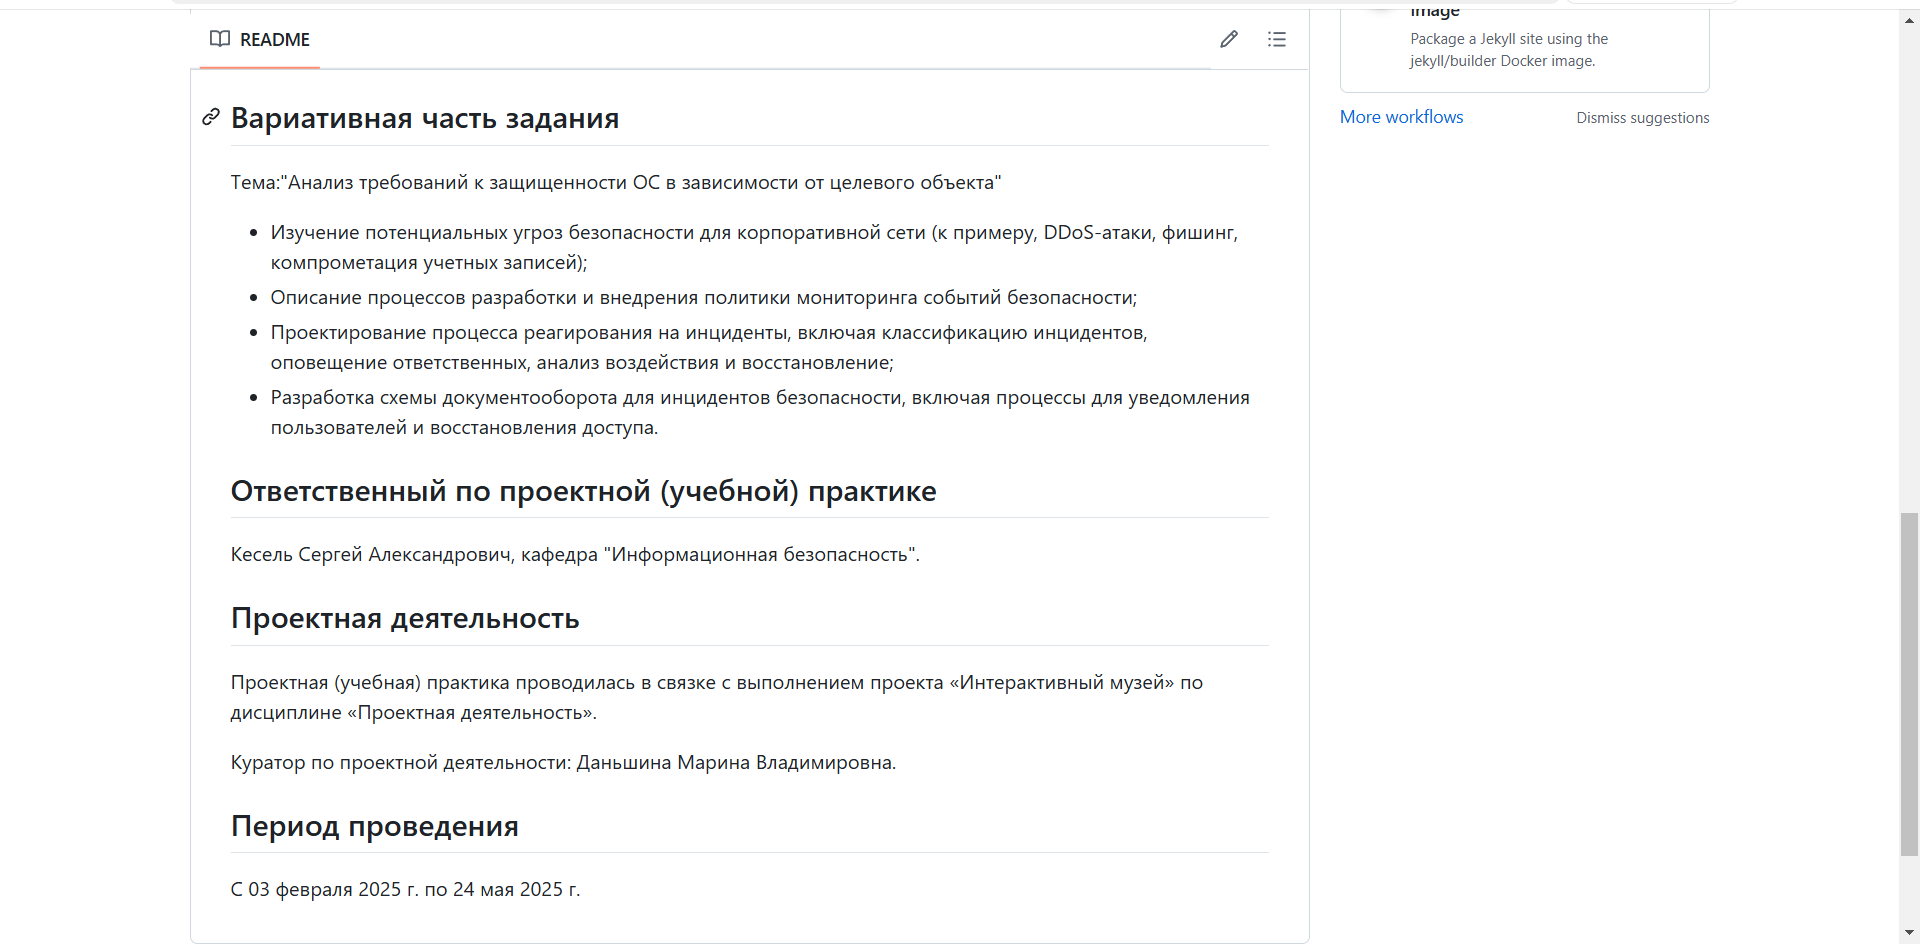 README
Вариативная часть задания
Тема:"Анализ требований к защищенности ОС в зависимости от целевого объекта"
Изучение потенциальных угроз безопасности для корпоративной сети (к примеру, DDoS-атаки, фишинг,
компрометация учетных записей);
Описание процессов разработки и внедрения политики мониторинга событий безопасности;
Проектирование процесса реагирования на инциденты, включая классификацию инцидентов,
оповещение ответственных, анализ воздействия и восстановление;
Разработка схемы документооборота для инцидентов безопасности, включая процессы для уведомления
пользователей и восстановления доступа.
Ответственный по проектной (учебной) практике
Кесель Сергей Александрович, кафедра "Информационная безопасность".
Проектная деятельность
Проектная (учебная) практика проводилась в связке с выполнением проекта «Интерактивный музей» по
дисциплине «Проектная деятельность».
Куратор по проектной деятельности: Даньшина Марина Владимировна.
Период проведения
С 03 февраля 2025 г. по 24 мая 2025 г.
image
Package a Jekyll site using the
jekyll/builder Docker image.
More workflows
Dismiss suggestions